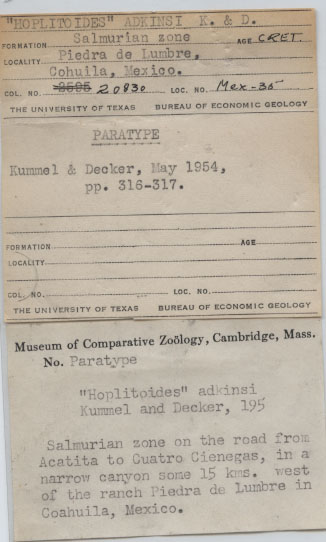 "HOPLITOIDES" ADKINSI K. & D.
FORMATION Salmurian zone AGE CRET.
LOCALITY Piedra de Lumbre,
Cohuila, Mexico.
COL. NO. 20830 LOC. NO. Mex-35
THE UNIVERSITY OF TEXAS BUREAU OF ECONOMIC GEOLOGY
PARATYPE
Kummel & Decker, May 1954,
pp. 316-317.
FORMATION AGE
LOCALITY
COL. NO. LOC. NO.
THE UNIVERSITY OF TEXAS BUREAU OF ECONOMIC GEOLOGY
Museum of Comparative Zoölogy, Cambridge, Mass.
No. Paratype
"Hoplitoides" adkinsi
Kummel and Decker, 195
Salmurian zone on the road from
Acatita to Cuatro Cienegas, in a
narrow canyon some 15 kms. west
of the ranch Piedra de Lumbre in
Coahuila, Mexico.